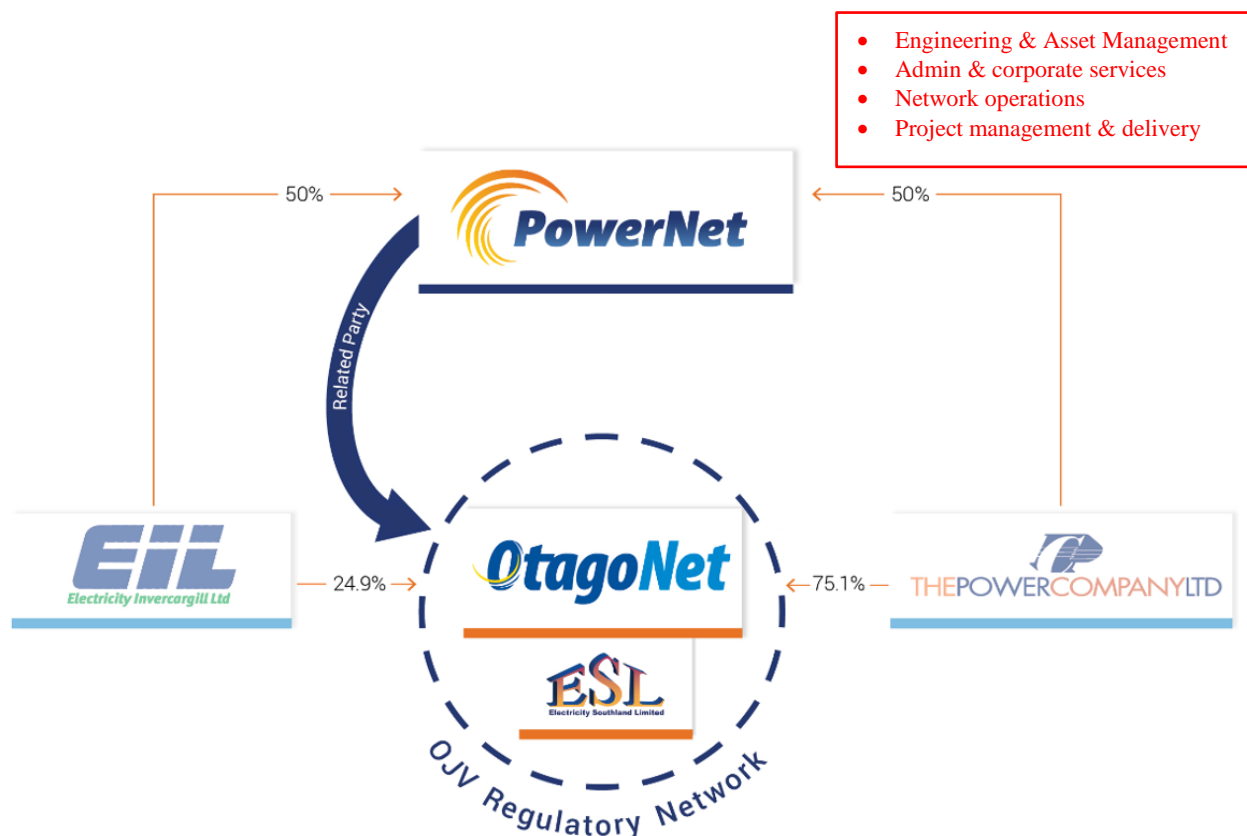 • Engineering & Asset Management
• Admin & corporate services
• Network operations
• Project management & delivery
50%
PowerNet
50%
Related Party
EIL
Electricity Invercargill Ltd
24.9%
OtagoNet
75.1%
THEPOWERCOMPANYLTD
ESL
Electricity Southland Limited
OJV Regulatory Network